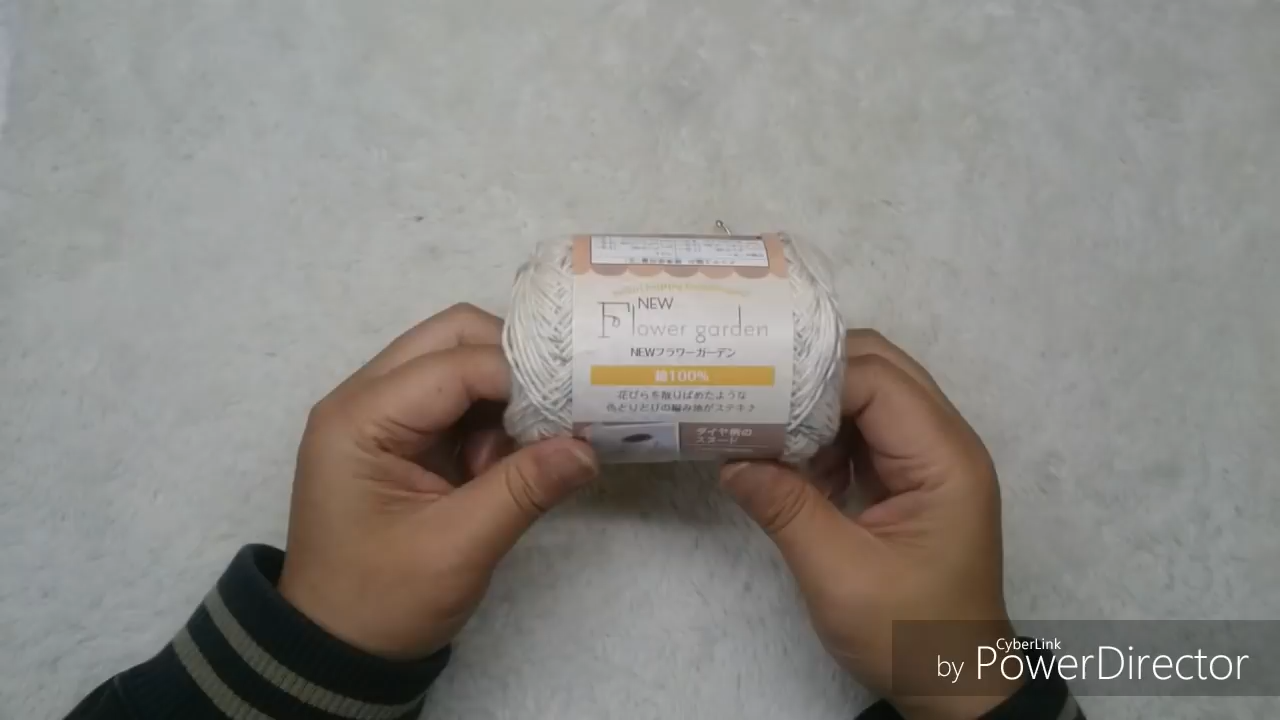 NEW
Flower garden
NEWフラワーガーデン
綿100%
花びらを散りばめたような
色とりどりの編み地がステキ♪
ダイヤ柄の
スヌード
CyberLink
by PowerDirector